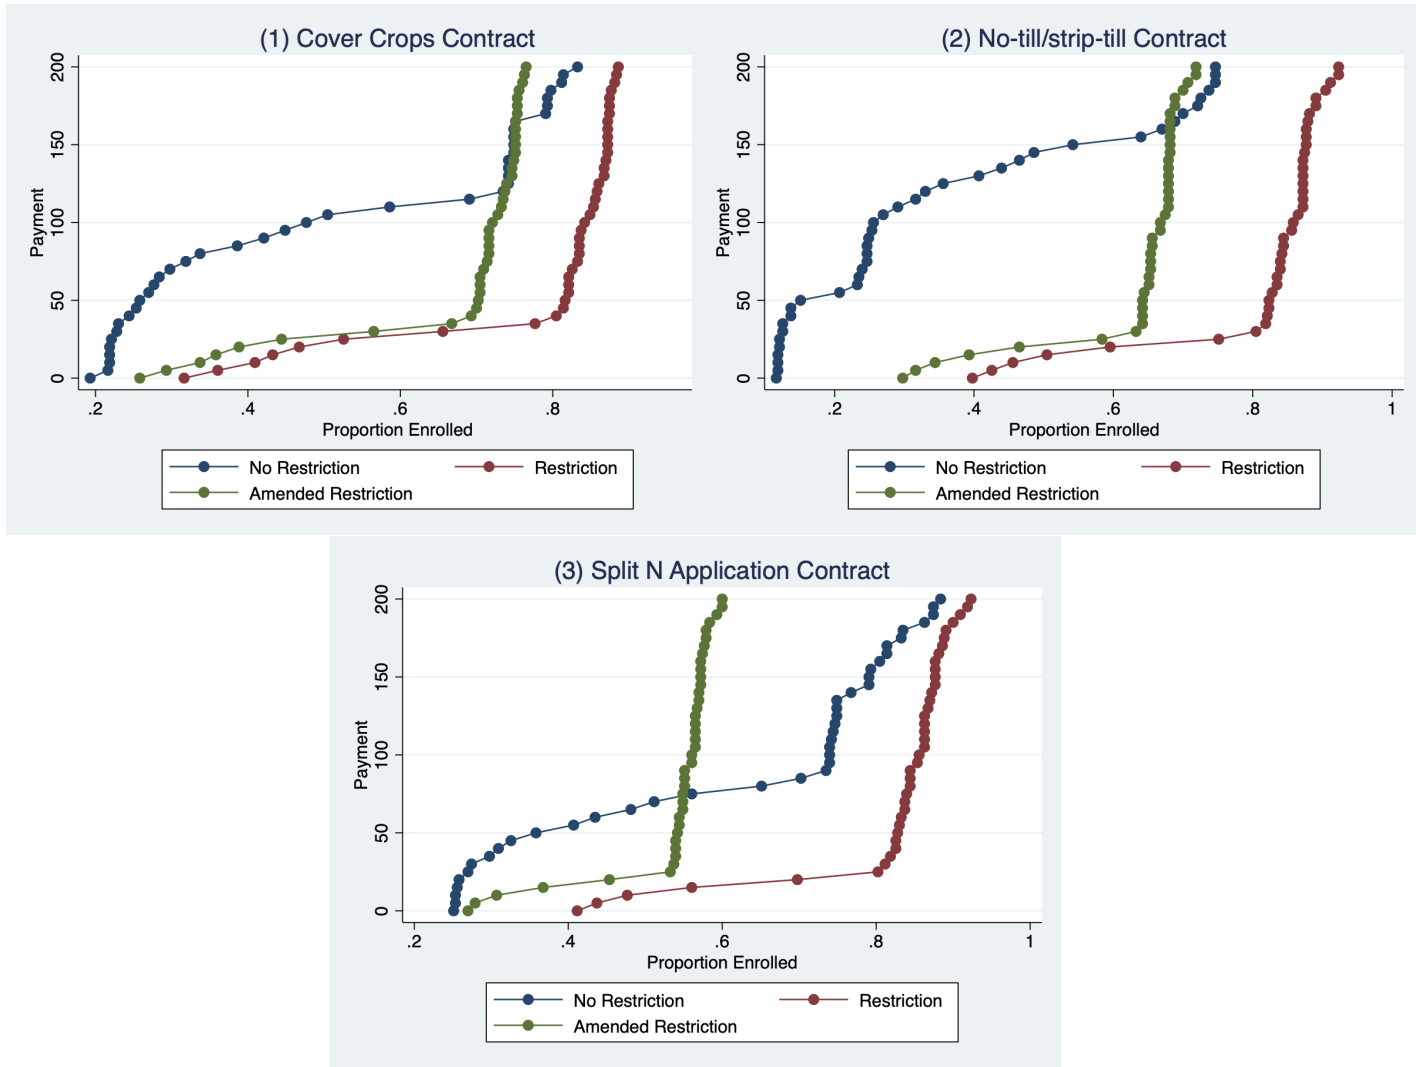 (1) Cover Crops Contract
200
150
100
50
0
Payment
.2 .4 .6 .8
Proportion Enrolled
No Restriction Restriction
Amended Restriction
(2) No-till/strip-till Contract
200
150
100
50
0
Payment
.2 .4 .6 .8 1
Proportion Enrolled
No Restriction Restriction
Amended Restriction
(3) Split N Application Contract
200
150
100
50
0
Payment
.2 .4 .6 .8 1
Proportion Enrolled
No Restriction Restriction
Amended Restriction